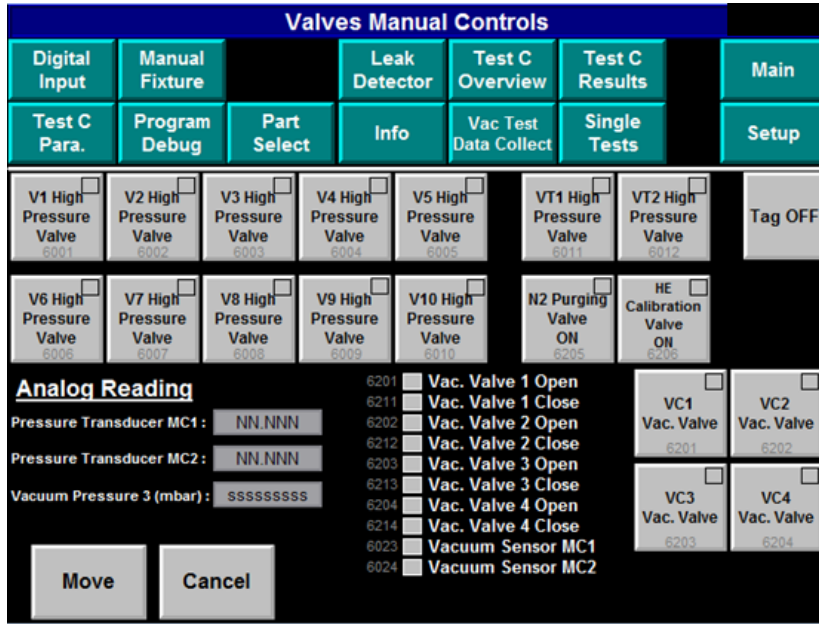 Valves Manual Controls
Digital
Input
Manual
Fixture
Leak
Detector
Test C
Overview
Test C
Results
Main
Test C
Para.
Program
Debug
Part
Select
Info
Vac Test
Data Collect
Single
Tests
Setup
V1 High
Pressure
Valve
6001
V2 High
Pressure
Valve
6002
V3 High
Pressure
Valve
6003
V4 High
Pressure
Valve
6004
V5 High
Pressure
Valve
6005
VT1 High
Pressure
Valve
6011
VT2 High
Pressure
Valve
6012
Tag OFF
V6 High
Pressure
Valve
6006
V7 High
Pressure
Valve
6007
V8 High
Pressure
Valve
6008
V9 High
Pressure
Valve
6009
V10 High
Pressure
Valve
6010
N2 Purging
Valve
ON
6205
HE
Calibration
Valve
ON
6206
Analog Reading
Pressure Transducer MC1 : NN.NNN
Pressure Transducer MC2 : NN.NNN
Vacuum Pressure 3 (mbar) : sssssssss
6201 Vac. Valve 1 Open
6211 Vac. Valve 1 Close
6202 Vac. Valve 2 Open
6212 Vac. Valve 2 Close
6203 Vac. Valve 3 Open
6213 Vac. Valve 3 Close
6204 Vac. Valve 4 Open
6214 Vac. Valve 4 Close
6023 Vacuum Sensor MC1
6024 Vacuum Sensor MC2
VC1
Vac. Valve
6201
VC2
Vac. Valve
6202
VC3
Vac. Valve
6203
VC4
Vac. Valve
6204
Move
Cancel